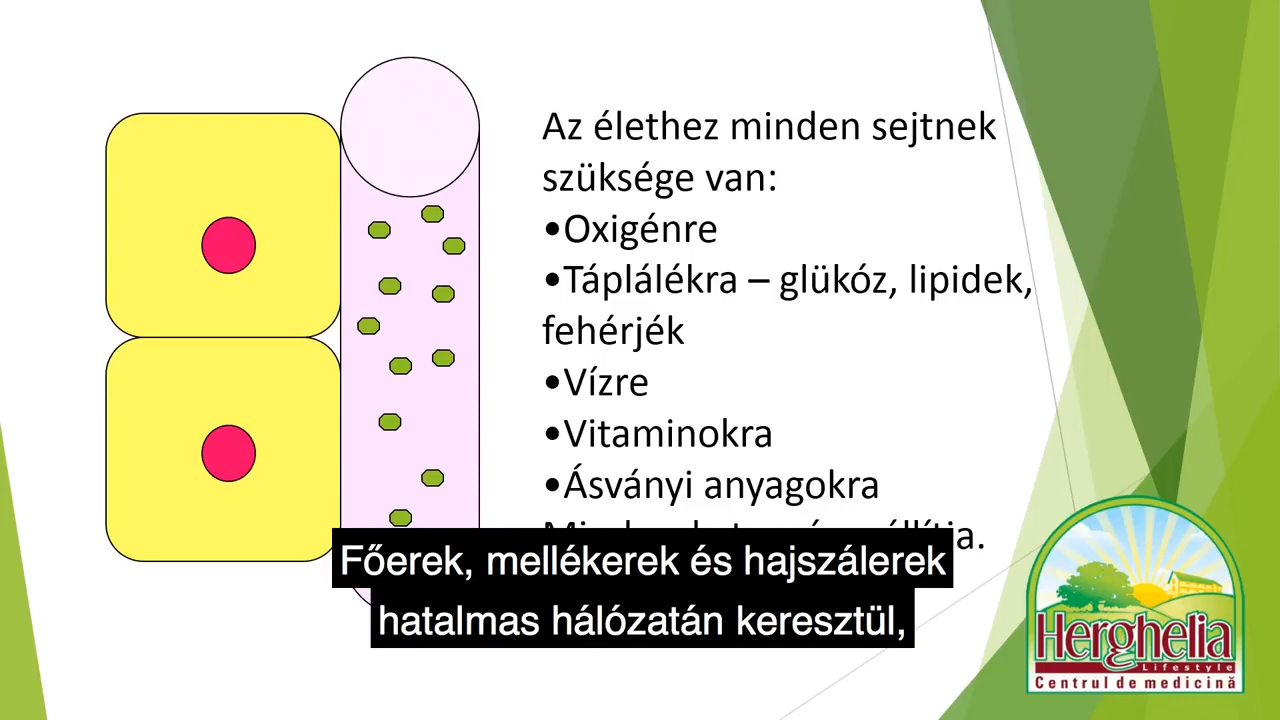 Az élethez minden sejtnek
szüksége van:
•Oxigénre
•Táplálékra – glükóz, lipidek,
fehérjék
•Vízre
•Vitaminokra
•Ásványi anyagokra
Főerek, mellékerek és hajszálerek
hatalmas hálózatán keresztül,
Herghelia
Lifestyle
Centrul de medicină